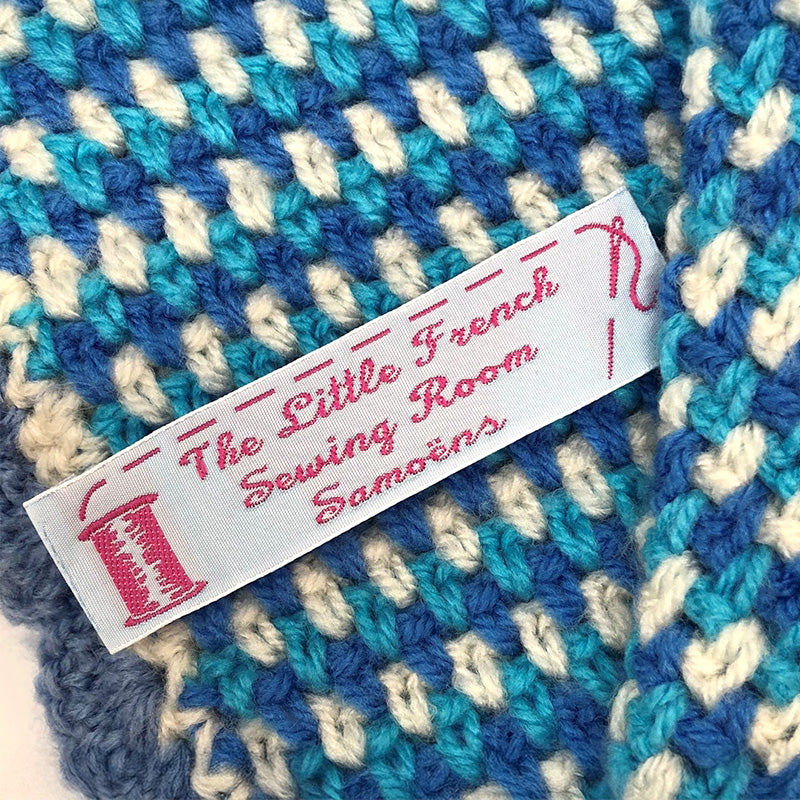 The Little French
Sewing Room
Samoëns